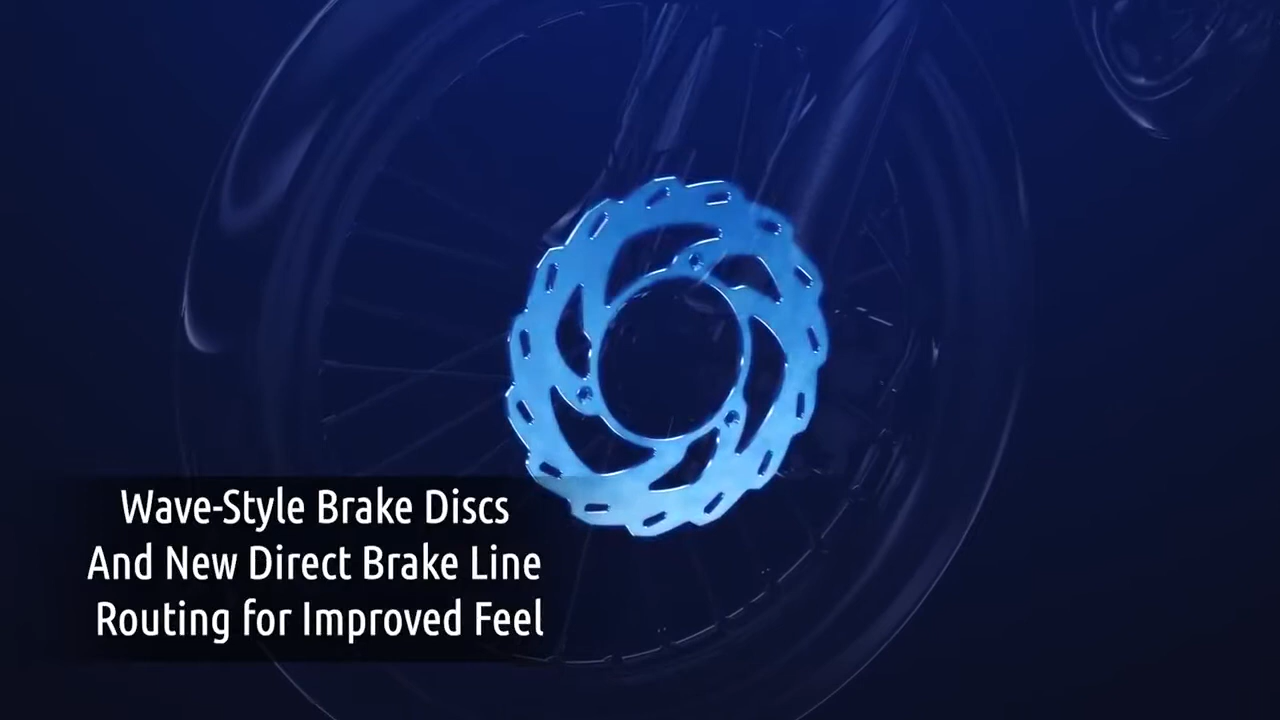 Wave-Style Brake Discs
And New Direct Brake Line
Routing for Improved Feel